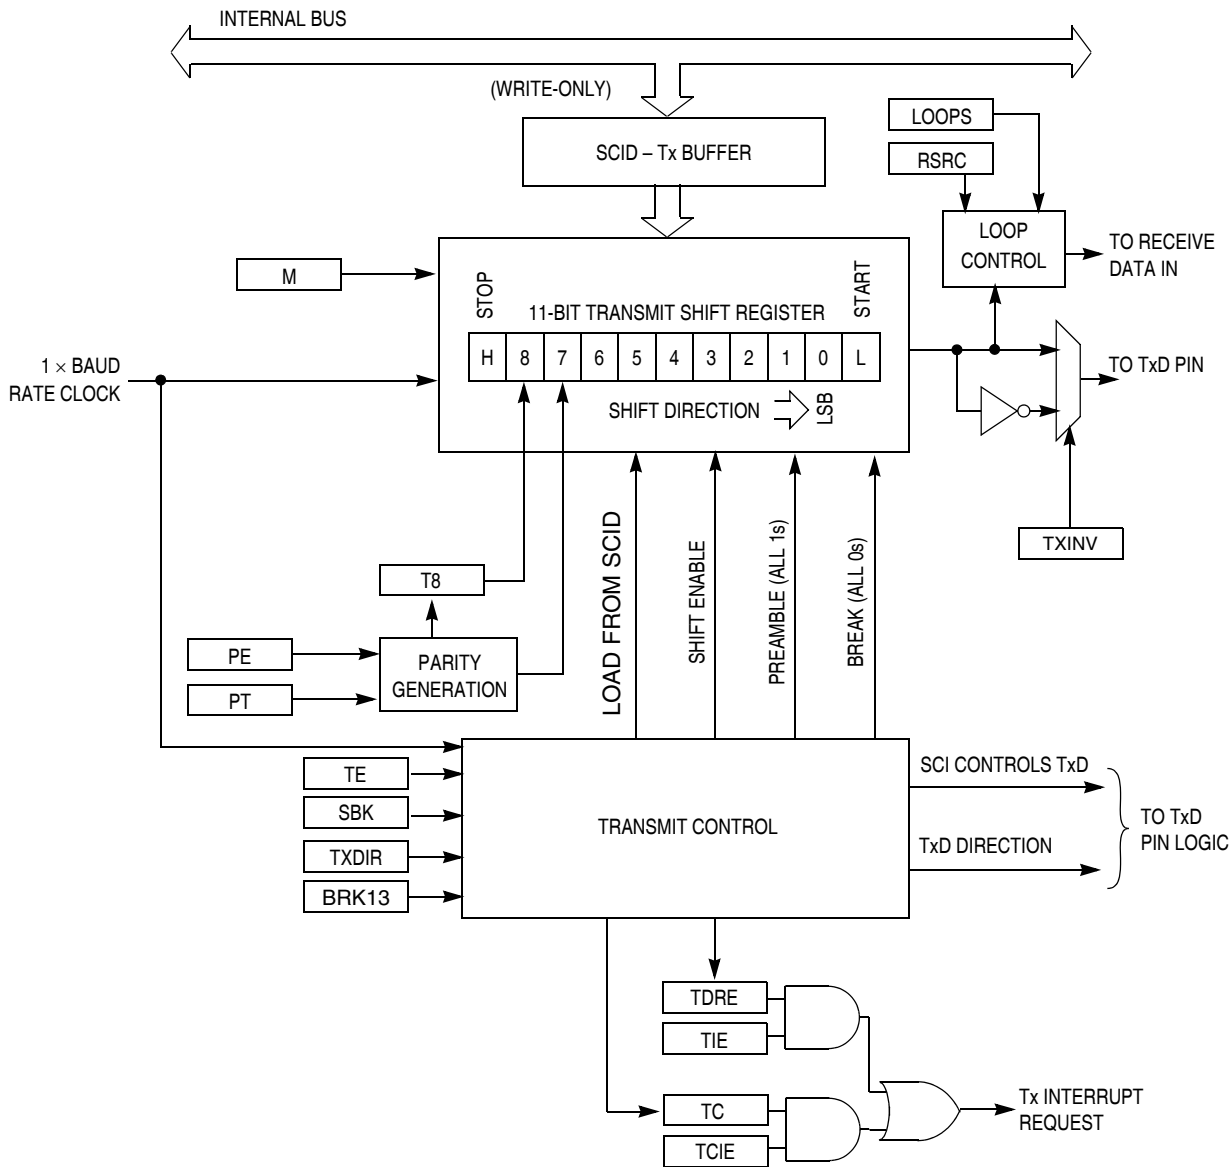 INTERNAL BUS
(WRITE-ONLY)
SCID – Tx BUFFER
LOOPS
RSRC
LOOP
CONTROL
TO RECEIVE
DATA IN
M
STOP
11-BIT TRANSMIT SHIFT REGISTER
START
H 8 7 6 5 4 3 2 1 0 L
SHIFT DIRECTION
LSB
1 × BAUD
RATE CLOCK
TO TxD PIN
TXINV
LOAD FROM SCID
SHIFT ENABLE
PREAMBLE (ALL 1s)
BREAK (ALL 0s)
T8
PE
PT
PARITY
GENERATION
TE
SBK
TXDIR
BRK13
TRANSMIT CONTROL
SCI CONTROLS TxD
TxD DIRECTION
TO TxD
PIN LOGIC
TDRE
TIE
TC
TCIE
Tx INTERRUPT
REQUEST